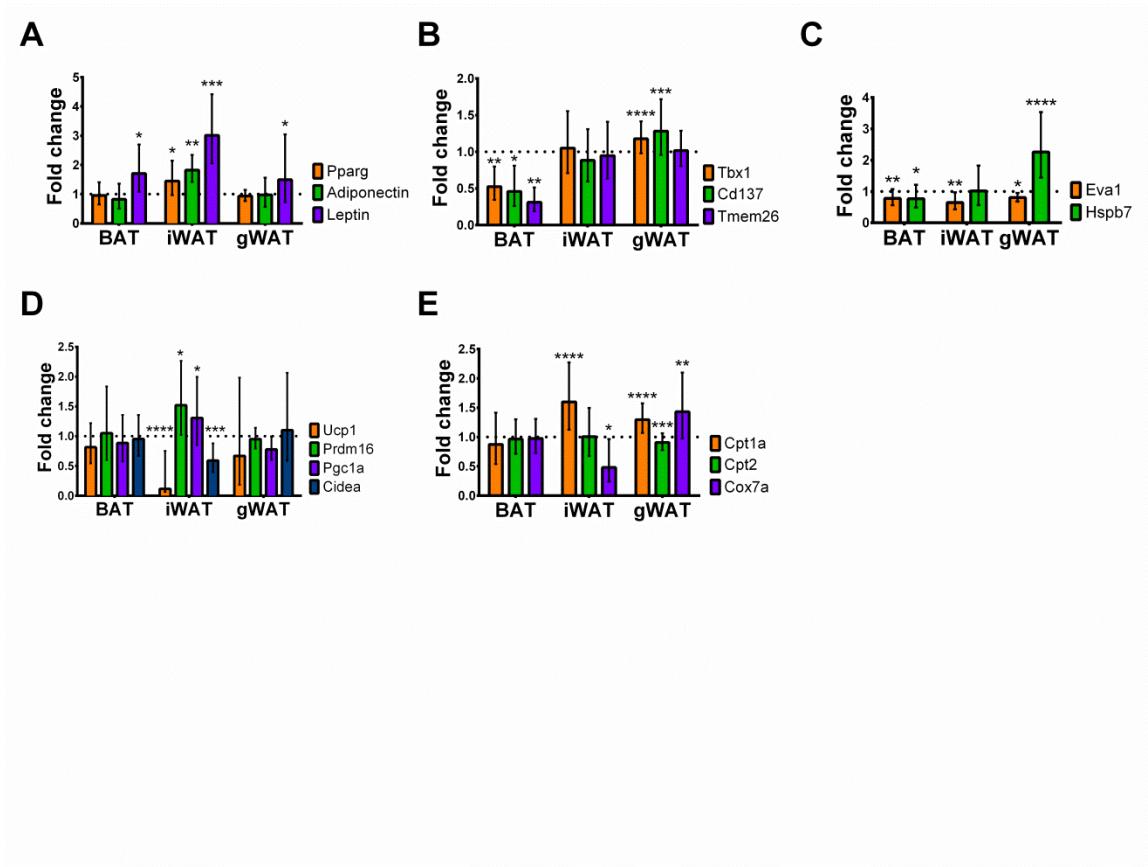 A
Fold change
5
4
3
2
1
0
*
* ** ***
*
BAT iWAT gWAT
Pparg
Adiponectin
Leptin
B
Fold change
2.0
1.5
1.0
0.5
0.0
** * **
**** ***
BAT iWAT gWAT
Tbx1
Cd137
Tmem26
C
Fold change
4
3
2
1
0
** *
**
* ****
BAT iWAT gWAT
Eva1
Hspb7
D
Fold change
2.5
2.0
1.5
1.0
0.5
0.0
**** * * ***
BAT iWAT gWAT
Ucp1
Prdm16
Pgc1a
Cidea
E
Fold change
2.5
2.0
1.5
1.0
0.5
0.0
**** *
**** *** **
BAT iWAT gWAT
Cpt1a
Cpt2
Cox7a